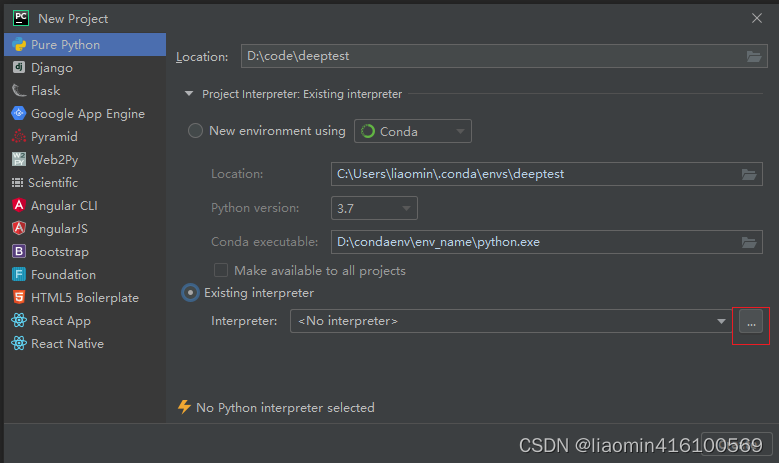 New Project
Pure Python
Django
Flask
Google App Engine
Pyramid
Web2Py
Scientific
Angular CLI
AngularJS
Bootstrap
Foundation
HTML5 Boilerplate
React App
React Native
Location: D:\code\deeptest
Project Interpreter: Existing interpreter
New environment using Conda
Location: C:\Users\liaomin\.conda\envs\deeptest
Python version: 3.7
Conda executable: D:\condaenv\env_name\python.exe
Make available to all projects
Existing interpreter
Interpreter: <No interpreter> ...
No Python interpreter selected
CSDN @liaomin416100569